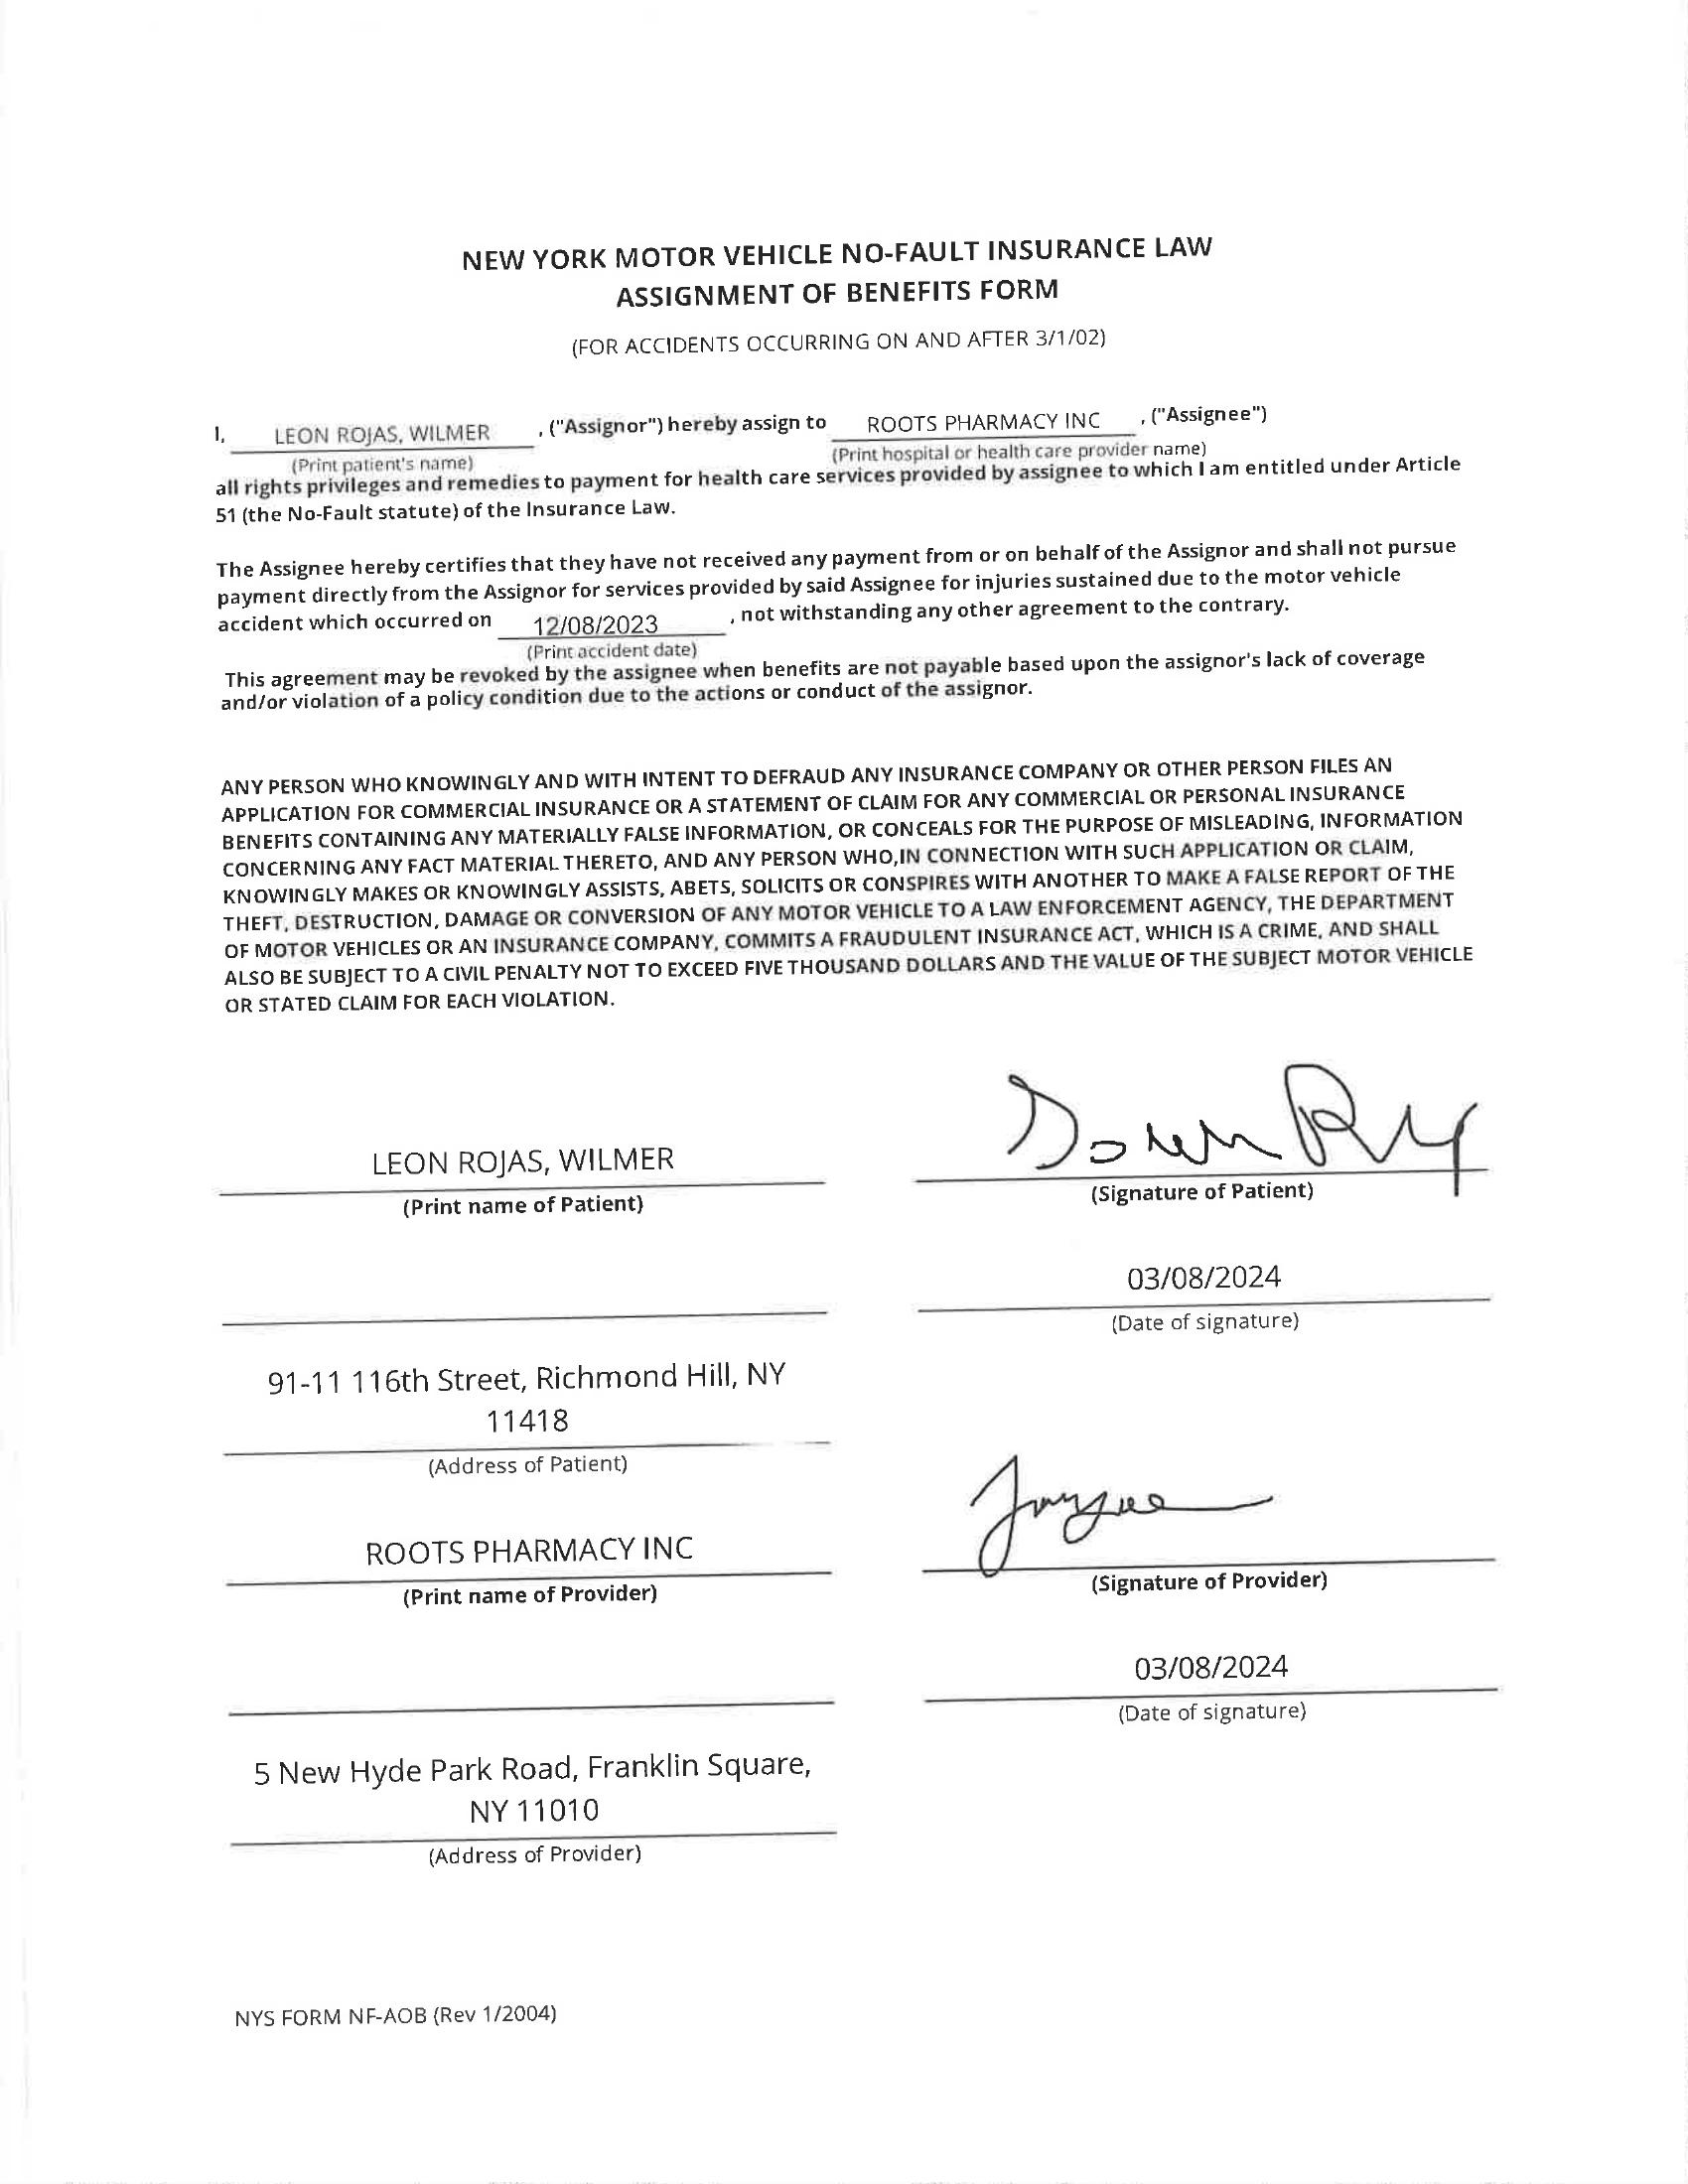 NEW YORK MOTOR VEHICLE NO-FAULT INSURANCE LAW
ASSIGNMENT OF BENEFITS FORM
(FOR ACCIDENTS OCCURRING ON AND AFTER 3/1/02)
I, LEON ROJAS, WILMER , ("Assignor") hereby assign to ROOTS PHARMACY INC , ("Assignee")
(Print patient's name) (Print hospital or health care provider name)
all rights privileges and remedies to payment for health care services provided by assignee to which I am entitled under Article
51 (the No-Fault statute) of the Insurance Law.
The Assignee hereby certifies that they have not received any payment from or on behalf of the Assignor and shall not pursue
payment directly from the Assignor for services provided by said Assignee for injuries sustained due to the motor vehicle
accident which occurred on 12/08/2023 , not withstanding any other agreement to the contrary.
(Print accident date)
This agreement may be revoked by the assignee when benefits are not payable based upon the assignor's lack of coverage
and/or violation of a policy condition due to the actions or conduct of the assignor.
ANY PERSON WHO KNOWINGLY AND WITH INTENT TO DEFRAUD ANY INSURANCE COMPANY OR OTHER PERSON FILES AN
APPLICATION FOR COMMERCIAL INSURANCE OR A STATEMENT OF CLAIM FOR ANY COMMERCIAL OR PERSONAL INSURANCE
BENEFITS CONTAINING ANY MATERIALLY FALSE INFORMATION, OR CONCEALS FOR THE PURPOSE OF MISLEADING, INFORMATION
CONCERNING ANY FACT MATERIAL THERETO, AND ANY PERSON WHO,IN CONNECTION WITH SUCH APPLICATION OR CLAIM,
KNOWINGLY MAKES OR KNOWINGLY ASSISTS, ABETS, SOLICITS OR CONSPIRES WITH ANOTHER TO MAKE A FALSE REPORT OF THE
THEFT, DESTRUCTION, DAMAGE OR CONVERSION OF ANY MOTOR VEHICLE TO A LAW ENFORCEMENT AGENCY, THE DEPARTMENT
OF MOTOR VEHICLES OR AN INSURANCE COMPANY, COMMITS A FRAUDULENT INSURANCE ACT, WHICH IS A CRIME, AND SHALL
ALSO BE SUBJECT TO A CIVIL PENALTY NOT TO EXCEED FIVE THOUSAND DOLLARS AND THE VALUE OF THE SUBJECT MOTOR VEHICLE
OR STATED CLAIM FOR EACH VIOLATION.
LEON ROJAS, WILMER
(Print name of Patient) (Signature of Patient)
03/08/2024
(Date of signature)
91-11 116th Street, Richmond Hill, NY
11418
(Address of Patient)
ROOTS PHARMACY INC
(Print name of Provider) (Signature of Provider)
03/08/2024
(Date of signature)
5 New Hyde Park Road, Franklin Square,
NY 11010
(Address of Provider)
NYS FORM NF-AOB (Rev 1/2004)